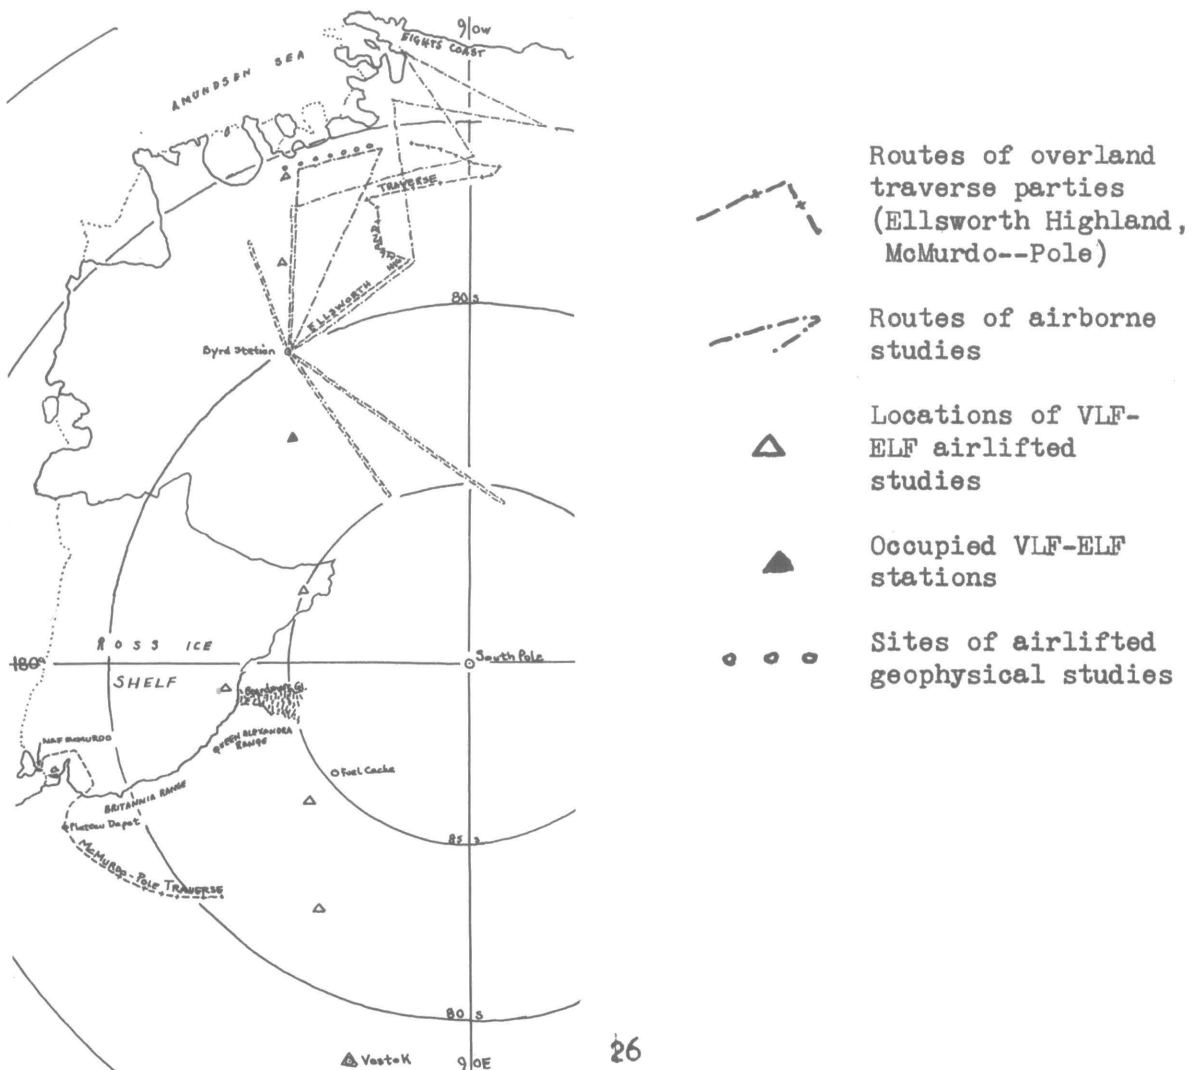 90W
EIGHTS COAST
AMUNDSEN SEA
TRAVERSE
ELLSWORTH
80 S
Byrd Station
ROSS ICE
SHELF
180°
South Pole
Beardmore Gl.
QUEEN ALEXANDRA
RANGE
NAF MCMURDO
Fuel Cache
BRITANNIA RANGE
Plateau Depot
85 S
MCMURDO-POLE TRAVERSE
80 S
Vostok
90E
Routes of overland
traverse parties
(Ellsworth Highland,
McMurdo--Pole)
Routes of airborne
studies
Locations of VLF-
ELF airlifted
studies
Occupied VLF-ELF
stations
Sites of airlifted
geophysical studies
26